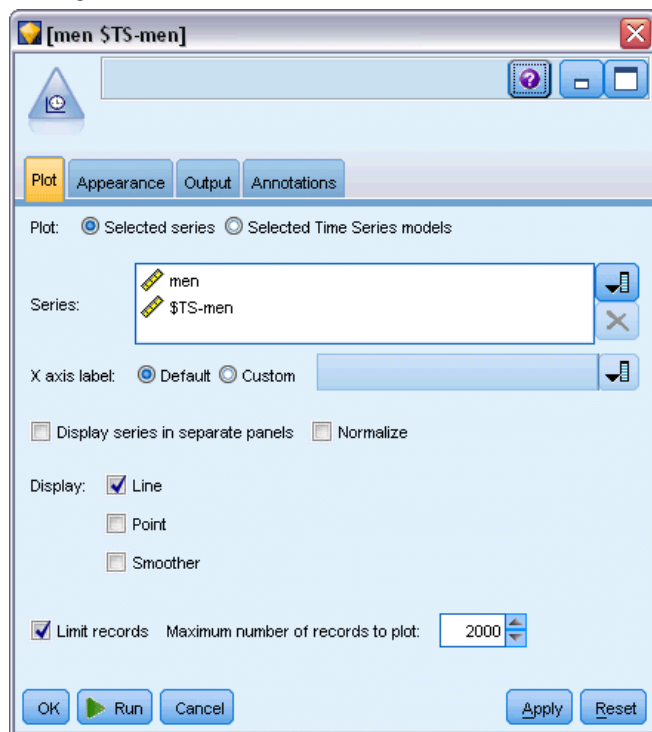 [men $TS-men]
Plot Appearance Output Annotations
Plot: Selected series Selected Time Series models
Series: men
$TS-men
X axis label: Default Custom
Display series in separate panels Normalize
Display: Line
Point
Smoother
Limit records Maximum number of records to plot: 2000
OK Run Cancel Apply Reset